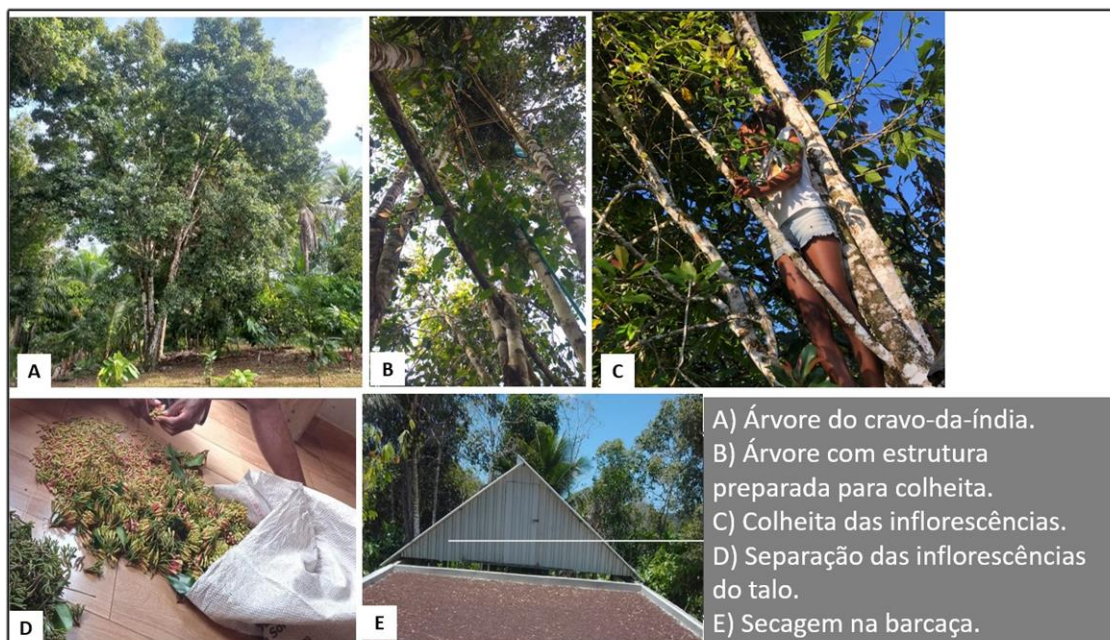 A
B
C
D
E
A) Árvore do cravo-da-índia.
B) Árvore com estrutura
preparada para colheita.
C) Colheita das inflorescências.
D) Separação das inflorescências
do talo.
E) Secagem na barcaça.